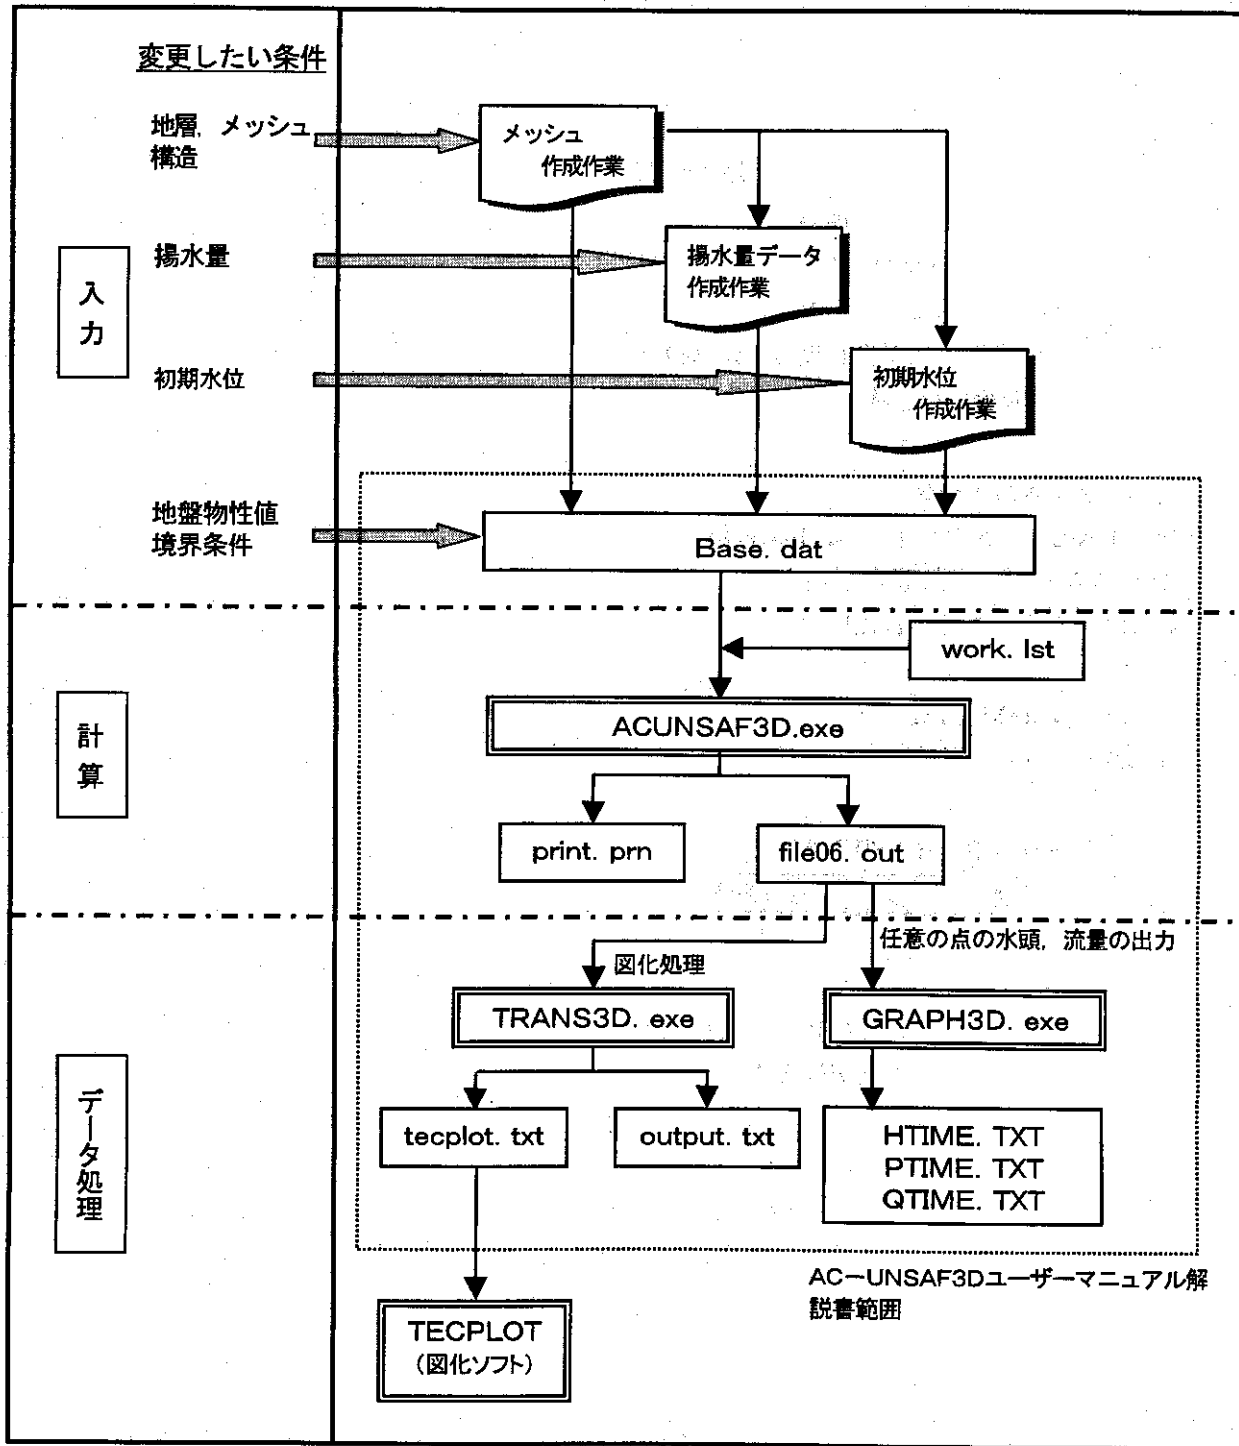 変更したい条件
地層, メッシュ
構造
メッシュ
作成作業
揚水量
揚水量データ
作成作業
入
力
初期水位
初期水位
作成作業
地盤物性値
境界条件
Base. dat
work. lst
計
算
ACUNSAF3D.exe
print. prn
file06. out
任意の点の水頭, 流量の出力
図化処理
TRANS3D. exe
GRAPH3D. exe
データ処理
tecplot. txt
output. txt
HTIME. TXT
PTIME. TXT
QTIME. TXT
AC－UNSAF3Dユーザーマニュアル解
説書範囲
TECPLOT
(図化ソフト)